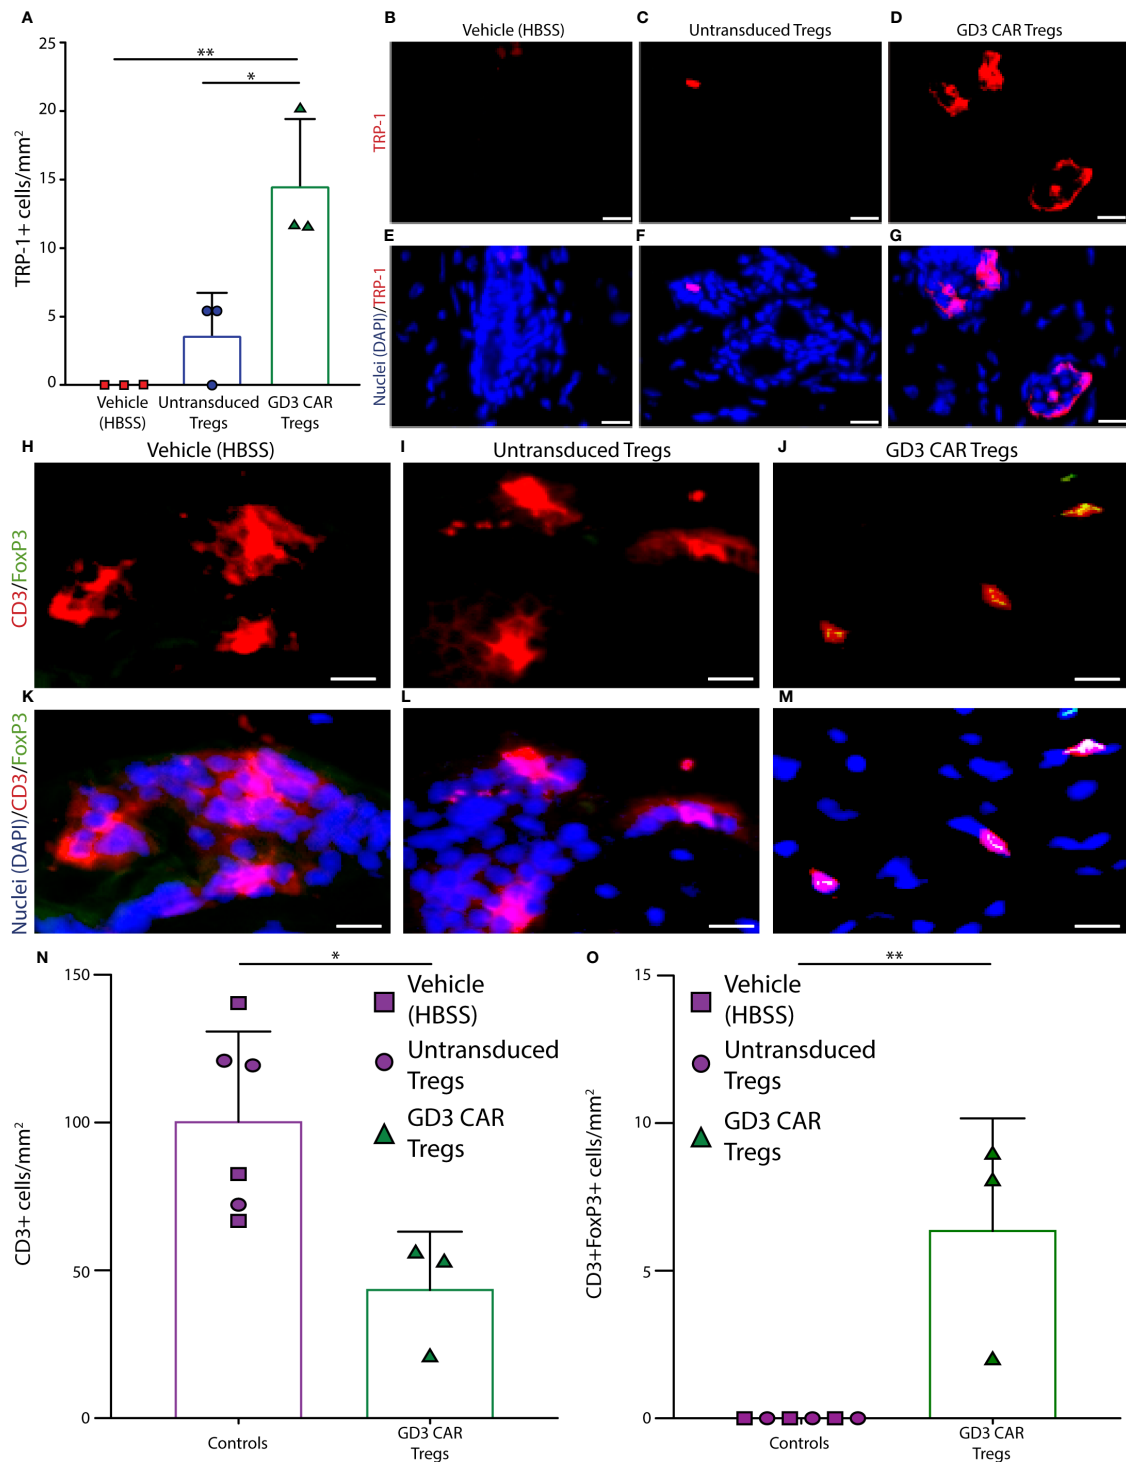 A
25
20
15
10
5
0
TRP-1+ cells/mm²
**
*
Vehicle
(HBSS)
Untransduced
Tregs
GD3 CAR
Tregs
B
Vehicle (HBSS)
C
Untransduced Tregs
D
GD3 CAR Tregs
TRP-1
E
F
G
Nuclei (DAPI)/TRP-1
H
Vehicle (HBSS)
I
Untransduced Tregs
J
GD3 CAR Tregs
CD3/FoxP3
K
L
M
Nuclei (DAPI)/CD3/FoxP3
N
150
100
50
0
CD3+ cells/mm²
*
Vehicle
(HBSS)
Untransduced
Tregs
GD3 CAR
Tregs
Controls
GD3 CAR
Tregs
O
15
10
5
0
CD3+FoxP3+ cells/mm²
**
Vehicle
(HBSS)
Untransduced
Tregs
GD3 CAR
Tregs
Controls
GD3 CAR
Tregs